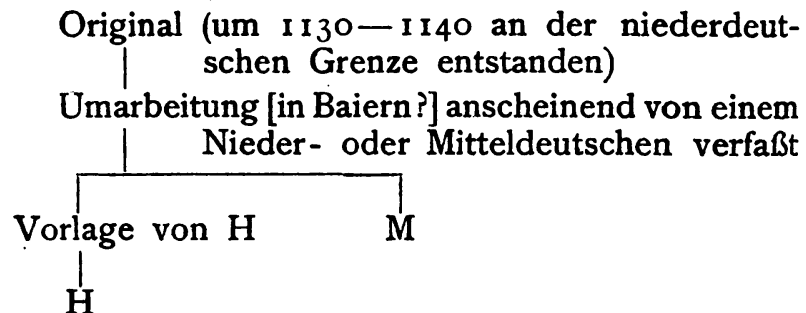 Original (um 1130—1140 an der niederdeut-
schen Grenze entstanden)
Umarbeitung [in Baiern?] anscheinend von einem
Nieder- oder Mitteldeutschen verfaßt
Vorlage von H M
H